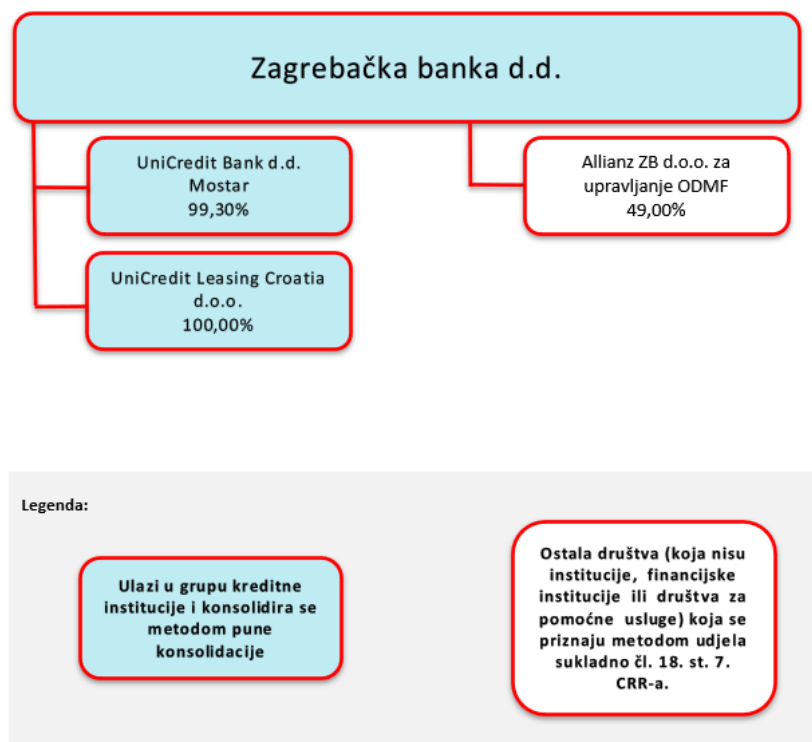 Zagrebačka banka d.d.
UniCredit Bank d.d.
Mostar
99,30%
Allianz ZB d.o.o. za
upravljanje ODMF
49,00%
UniCredit Leasing Croatia
d.o.o.
100,00%
Legenda:
Ulazi u grupu kreditne
institucije i konsolidira se
metodom pune
konsolidacije
Ostala društva (koja nisu
institucije, financijske
institucije ili društva za
pomoćne usluge) koja se
priznaju metodom udjela
sukladno čl. 18. st. 7.
CRR-a.